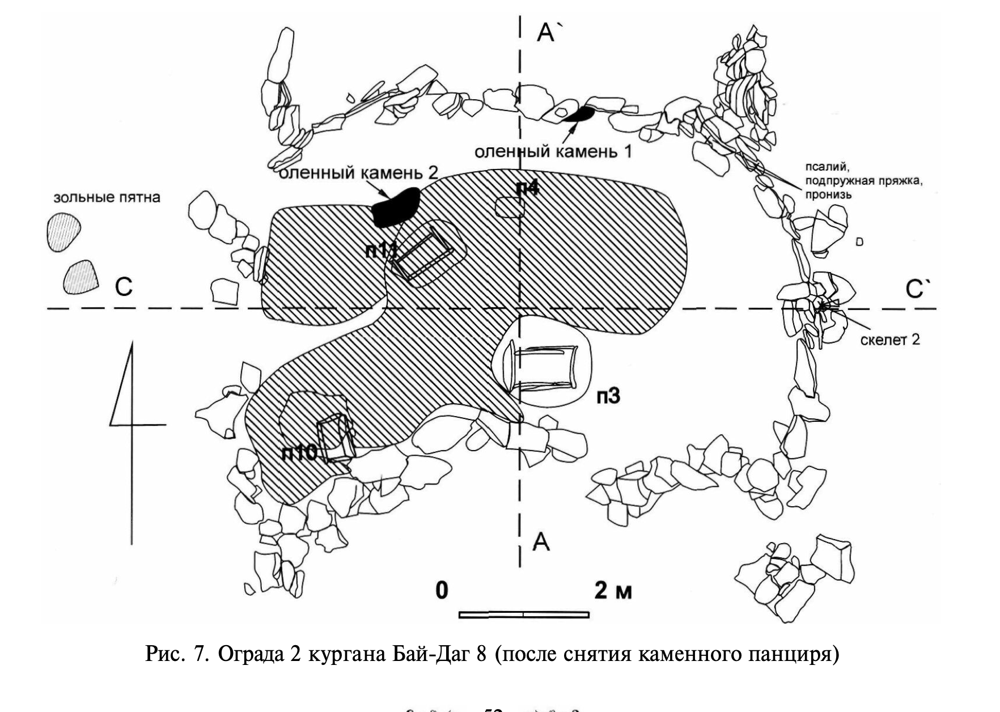 A`
оленный камень 1
оленный камень 2
псалий,
подпружная пряжка,
пронизь
п4
зольные пятна
п11
C
C`
скелет 2
п3
п10
A
0
2 м
Рис. 7. Ограда 2 кургана Бай-Даг 8 (после снятия каменного панциря)